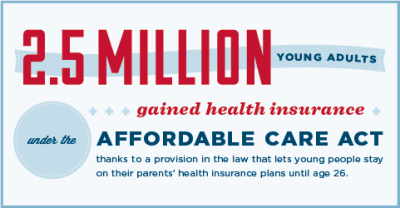 2.5 MILLION YOUNG ADULTS
gained health insurance
under the AFFORDABLE CARE ACT
thanks to a provision in the law that lets young people stay
on their parents' health insurance plans until age 26.